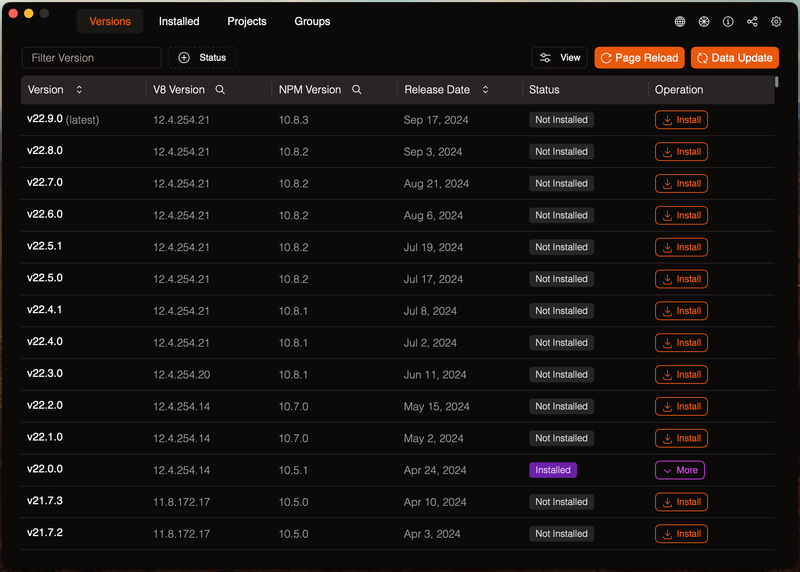 Versions Installed Projects Groups
Filter Version Status View Page Reload Data Update
Version V8 Version NPM Version Release Date Status Operation
v22.9.0 (latest) 12.4.254.21 10.8.3 Sep 17, 2024 Not Installed Install
v22.8.0 12.4.254.21 10.8.2 Sep 3, 2024 Not Installed Install
v22.7.0 12.4.254.21 10.8.2 Aug 21, 2024 Not Installed Install
v22.6.0 12.4.254.21 10.8.2 Aug 6, 2024 Not Installed Install
v22.5.1 12.4.254.21 10.8.2 Jul 19, 2024 Not Installed Install
v22.5.0 12.4.254.21 10.8.2 Jul 17, 2024 Not Installed Install
v22.4.1 12.4.254.21 10.8.1 Jul 8, 2024 Not Installed Install
v22.4.0 12.4.254.21 10.8.1 Jul 2, 2024 Not Installed Install
v22.3.0 12.4.254.20 10.8.1 Jun 11, 2024 Not Installed Install
v22.2.0 12.4.254.14 10.7.0 May 15, 2024 Not Installed Install
v22.1.0 12.4.254.14 10.7.0 May 2, 2024 Not Installed Install
v22.0.0 12.4.254.14 10.5.1 Apr 24, 2024 Installed More
v21.7.3 11.8.172.17 10.5.0 Apr 10, 2024 Not Installed Install
v21.7.2 11.8.172.17 10.5.0 Apr 3, 2024 Not Installed Install